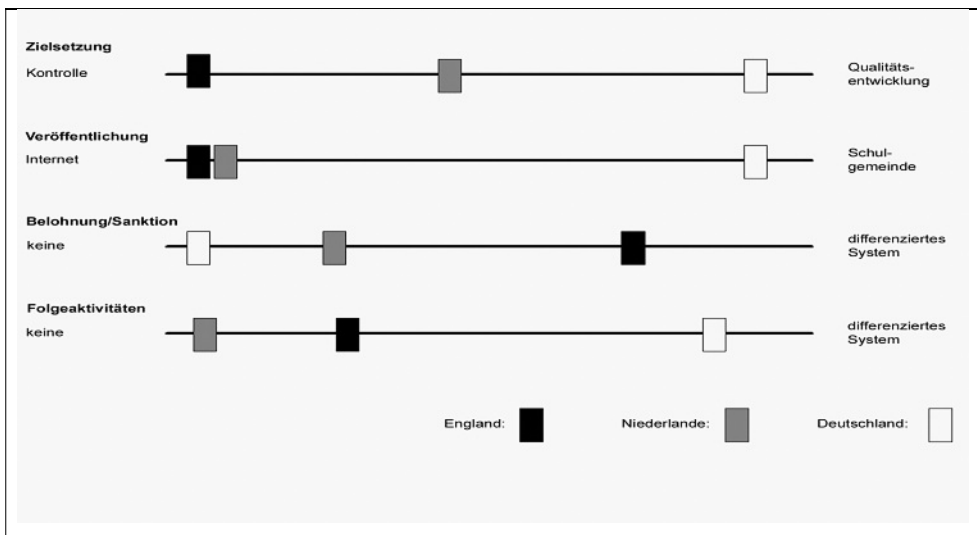 Zielsetzung
Kontrolle
Qualitäts-
entwicklung
Veröffentlichung
Internet
Schul-
gemeinde
Belohnung/Sanktion
keine
differenziertes
System
Folgeaktivitäten
keine
differenziertes
System
England:
Niederlande:
Deutschland: